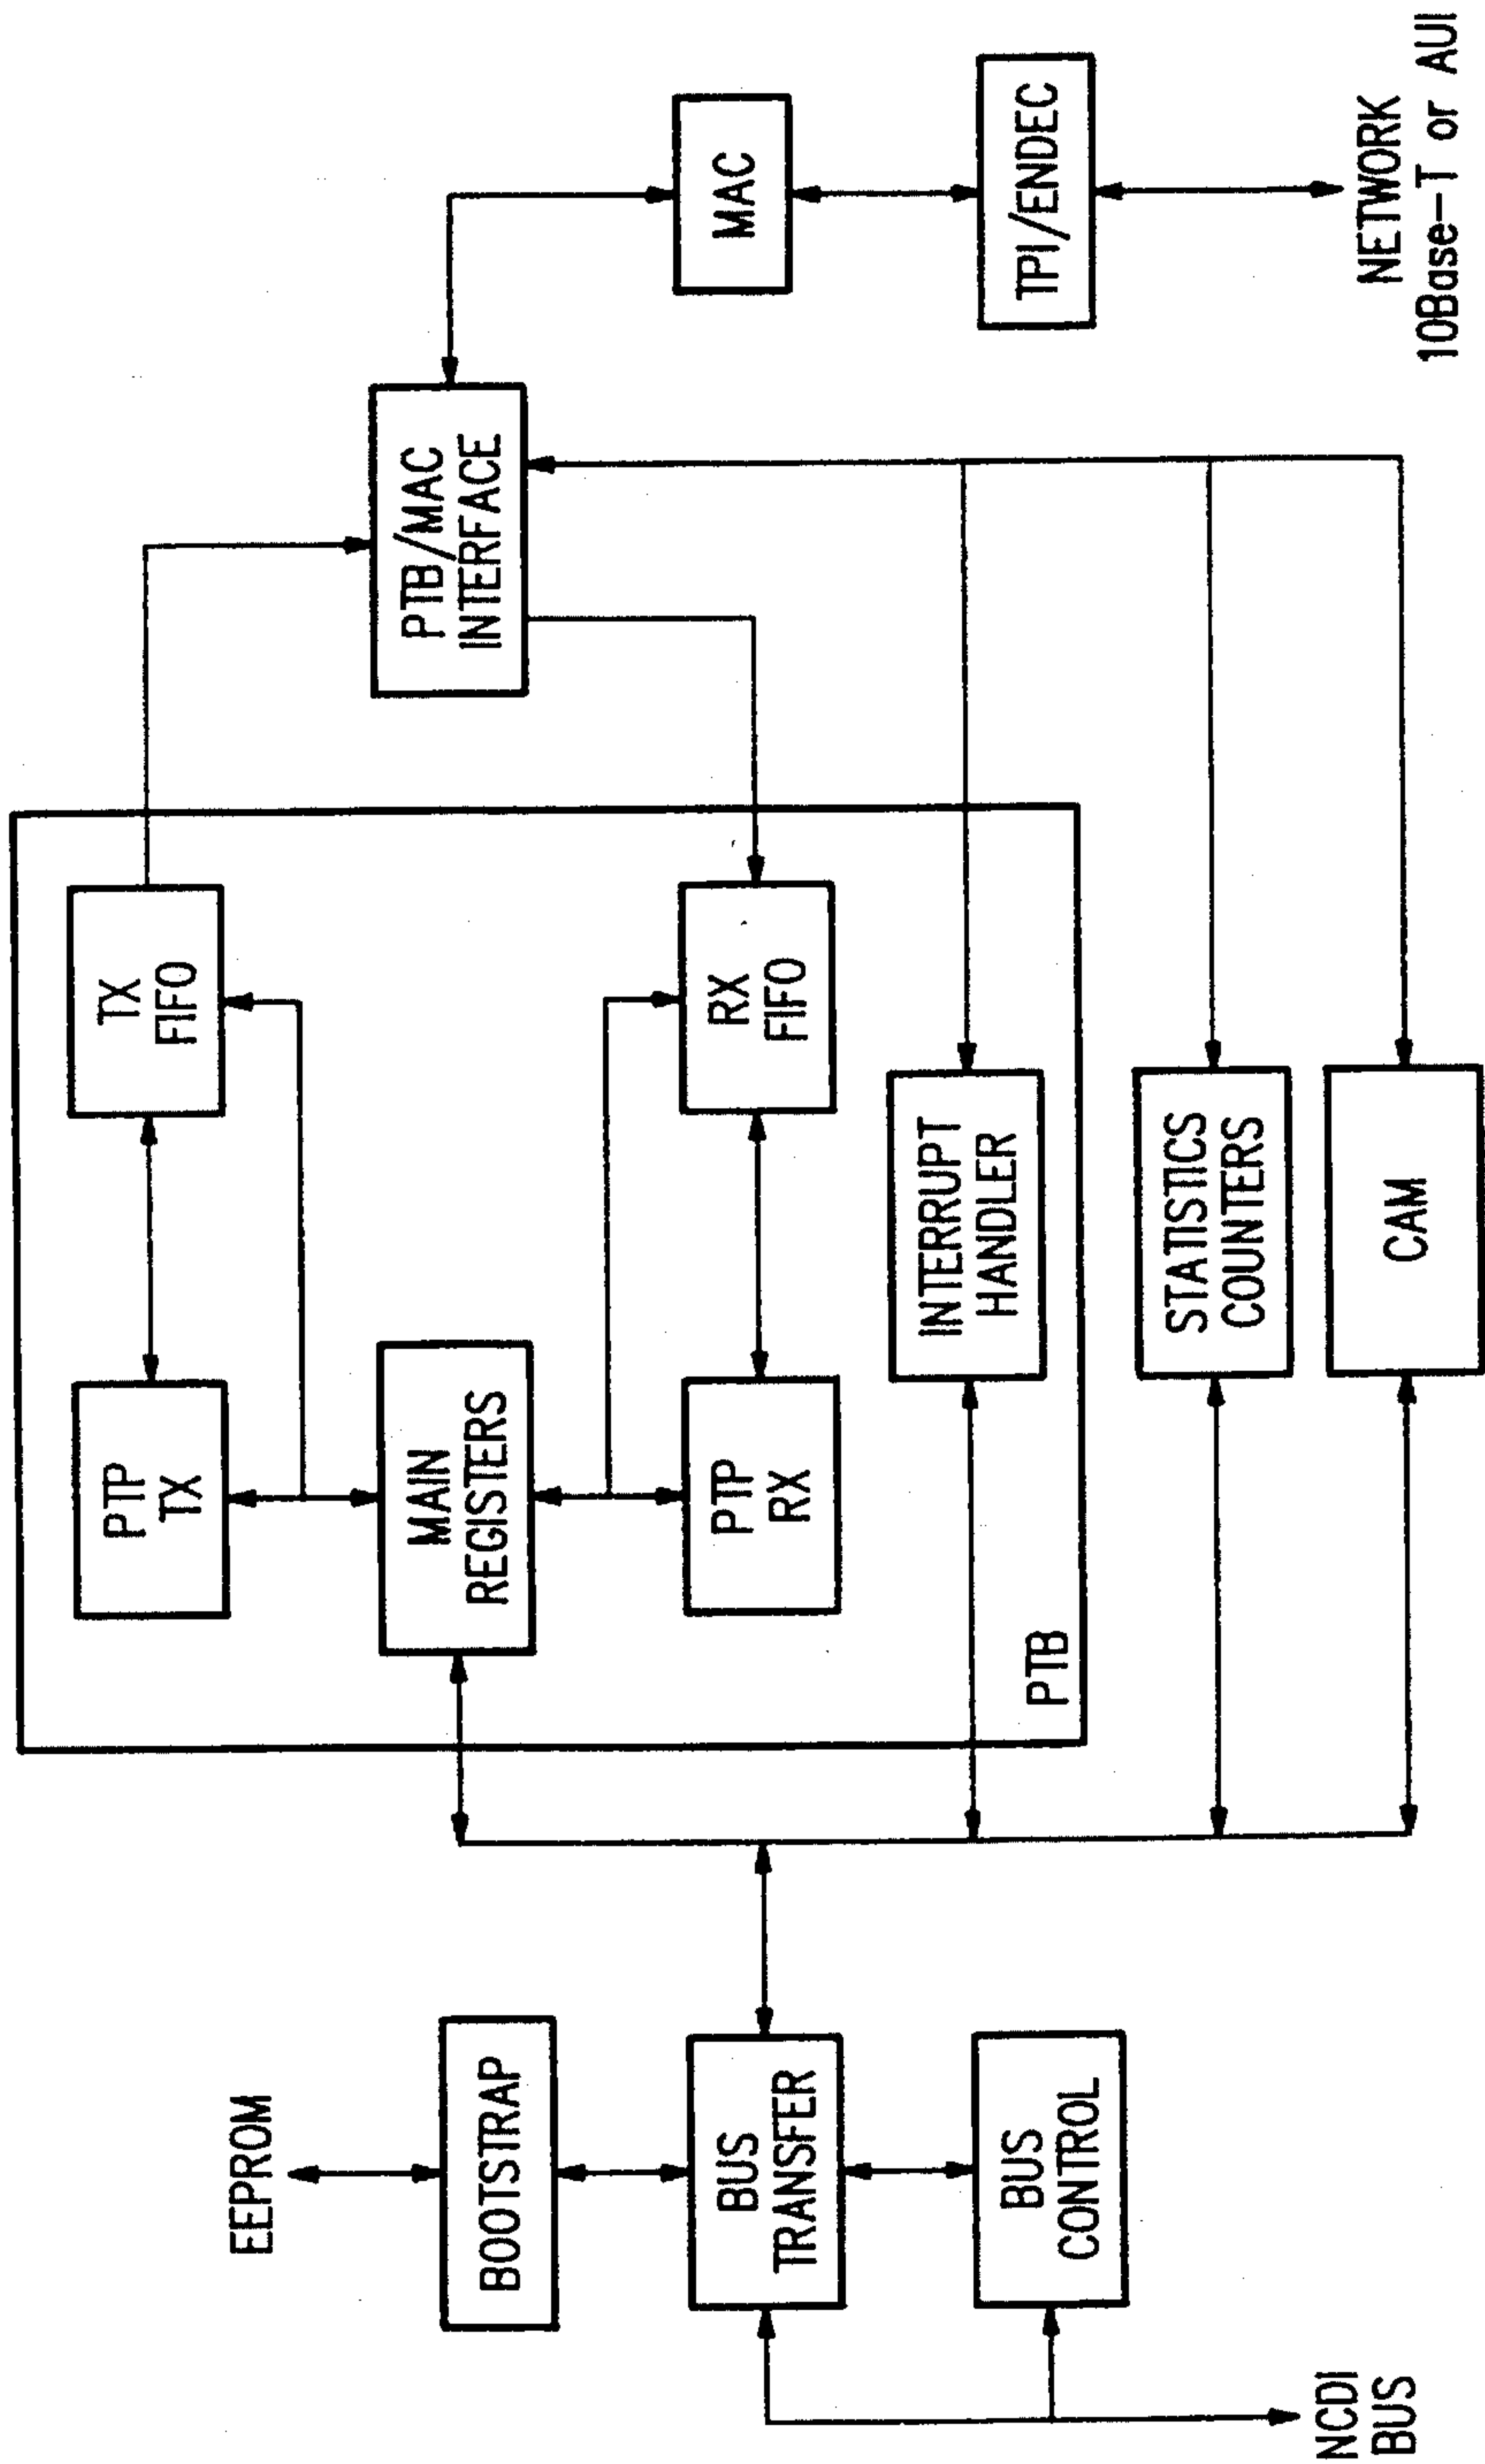 EEPROM
BOOTSTRAP
BUS
TRANSFER
BUS
CONTROL
NCDI
BUS
PTP
TX
TX
FIFO
MAIN
REGISTERS
PTP
RX
RX
FIFO
INTERRUPT
HANDLER
PTB
STATISTICS
COUNTERS
CAM
PTB/MAC
INTERFACE
MAC
TPI/ENDEC
NETWORK
10Base-T or AUI